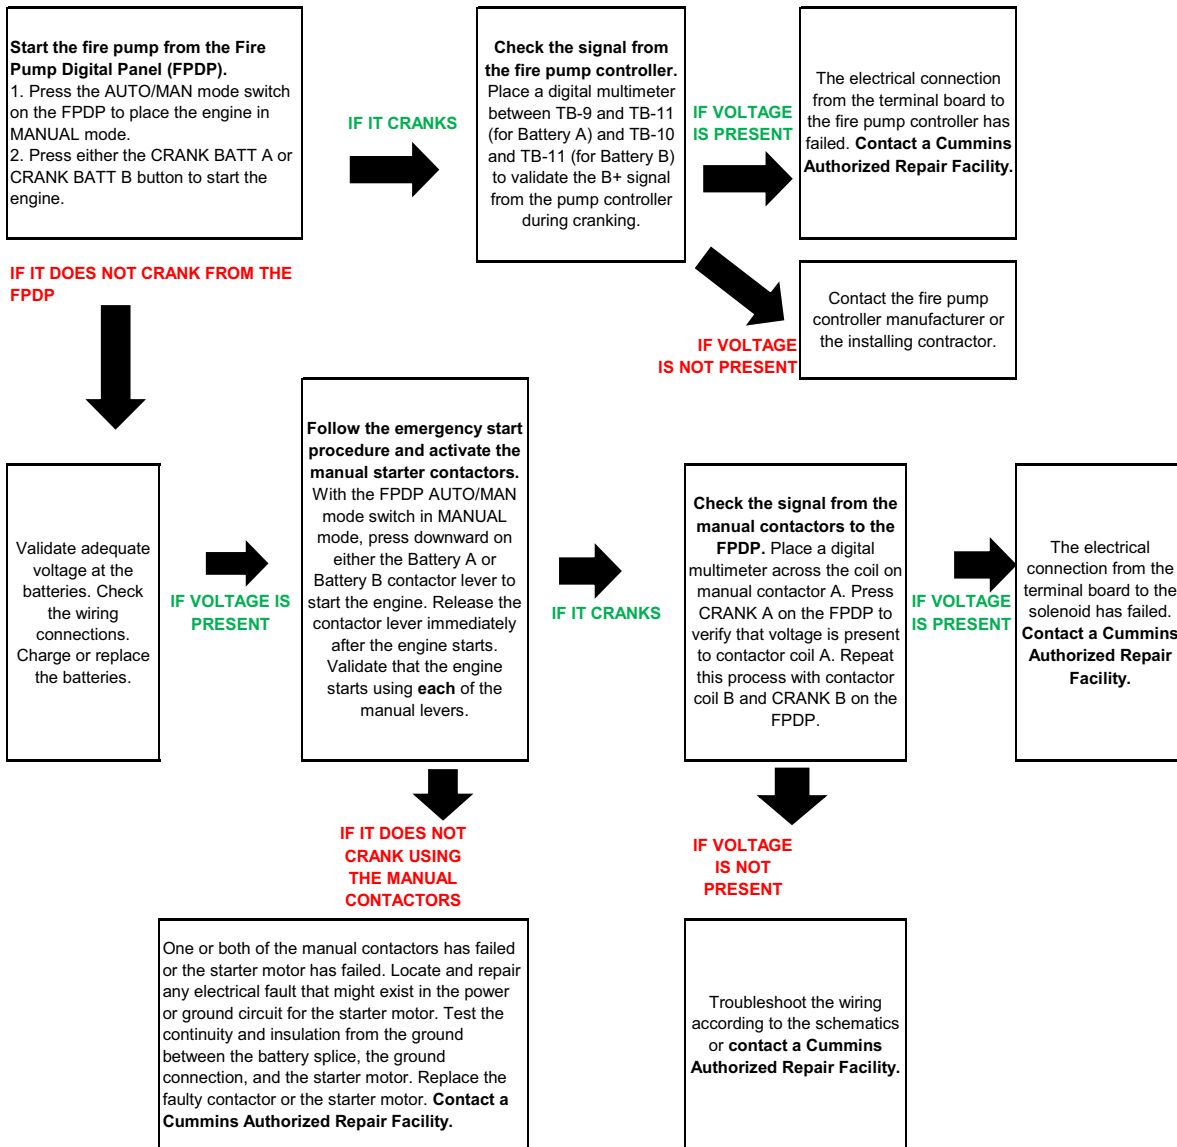 Start the fire pump from the Fire
Pump Digital Panel (FPDP).
1. Press the AUTO/MAN mode switch
on the FPDP to place the engine in
MANUAL mode.
2. Press either the CRANK BATT A or
CRANK BATT B button to start the
engine.
IF IT CRANKS
Check the signal from
the fire pump controller.
Place a digital multimeter
between TB-9 and TB-11
(for Battery A) and TB-10
and TB-11 (for Battery B)
to validate the B+ signal
from the pump controller
during cranking.
IF VOLTAGE
IS PRESENT
The electrical connection
from the terminal board to
the fire pump controller has
failed. Contact a Cummins
Authorized Repair Facility.
IF IT DOES NOT CRANK FROM THE
FPDP
IF VOLTAGE
IS NOT PRESENT
Contact the fire pump
controller manufacturer or
the installing contractor.
Validate adequate
voltage at the
batteries. Check
the wiring
connections.
Charge or replace
the batteries.
IF VOLTAGE IS
PRESENT
Follow the emergency start
procedure and activate the
manual starter contactors.
With the FPDP AUTO/MAN
mode switch in MANUAL
mode, press downward on
either the Battery A or
Battery B contactor lever to
start the engine. Release the
contactor lever immediately
after the engine starts.
Validate that the engine
starts using each of the
manual levers.
IF IT CRANKS
Check the signal from the
manual contactors to the
FPDP. Place a digital
multimeter across the coil on
manual contactor A. Press
CRANK A on the FPDP to
verify that voltage is present
to contactor coil A. Repeat
this process with contactor
coil B and CRANK B on the
FPDP.
IF VOLTAGE
IS PRESENT
The electrical
connection from the
terminal board to the
solenoid has failed.
Contact a Cummins
Authorized Repair
Facility.
IF IT DOES NOT
CRANK USING
THE MANUAL
CONTACTORS
IF VOLTAGE
IS NOT
PRESENT
One or both of the manual contactors has failed
or the starter motor has failed. Locate and repair
any electrical fault that might exist in the power
or ground circuit for the starter motor. Test the
continuity and insulation from the ground
between the battery splice, the ground
connection, and the starter motor. Replace the
faulty contactor or the starter motor. Contact a
Cummins Authorized Repair Facility.
Troubleshoot the wiring
according to the schematics
or contact a Cummins
Authorized Repair Facility.